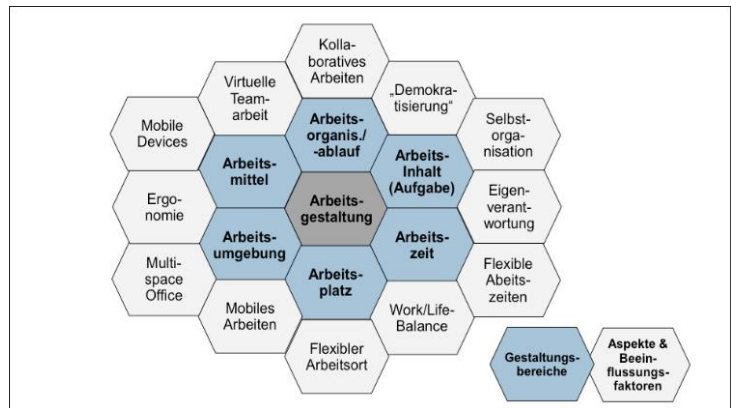 Kolla-
boratives
Arbeiten
Virtuelle
Team-
arbeit
„Demokra-
tisierung“
Mobile
Devices
Arbeits-
organis./
-ablauf
Selbst-
orga-
nisation
Arbeits-
mittel
Arbeits-
Inhalt
(Aufgabe)
Ergo-
nomie
Arbeits-
gestaltung
Eigen-
verant-
wortung
Arbeits-
umgebung
Arbeits-
zeit
Multi-
space
Office
Arbeits-
platz
Flexible
Abeits-
zeiten
Mobiles
Arbeiten
Work/Life-
Balance
Flexibler
Arbeitsort
Gestaltungs-
bereiche
Aspekte &
Beein-
flussungs-
faktoren